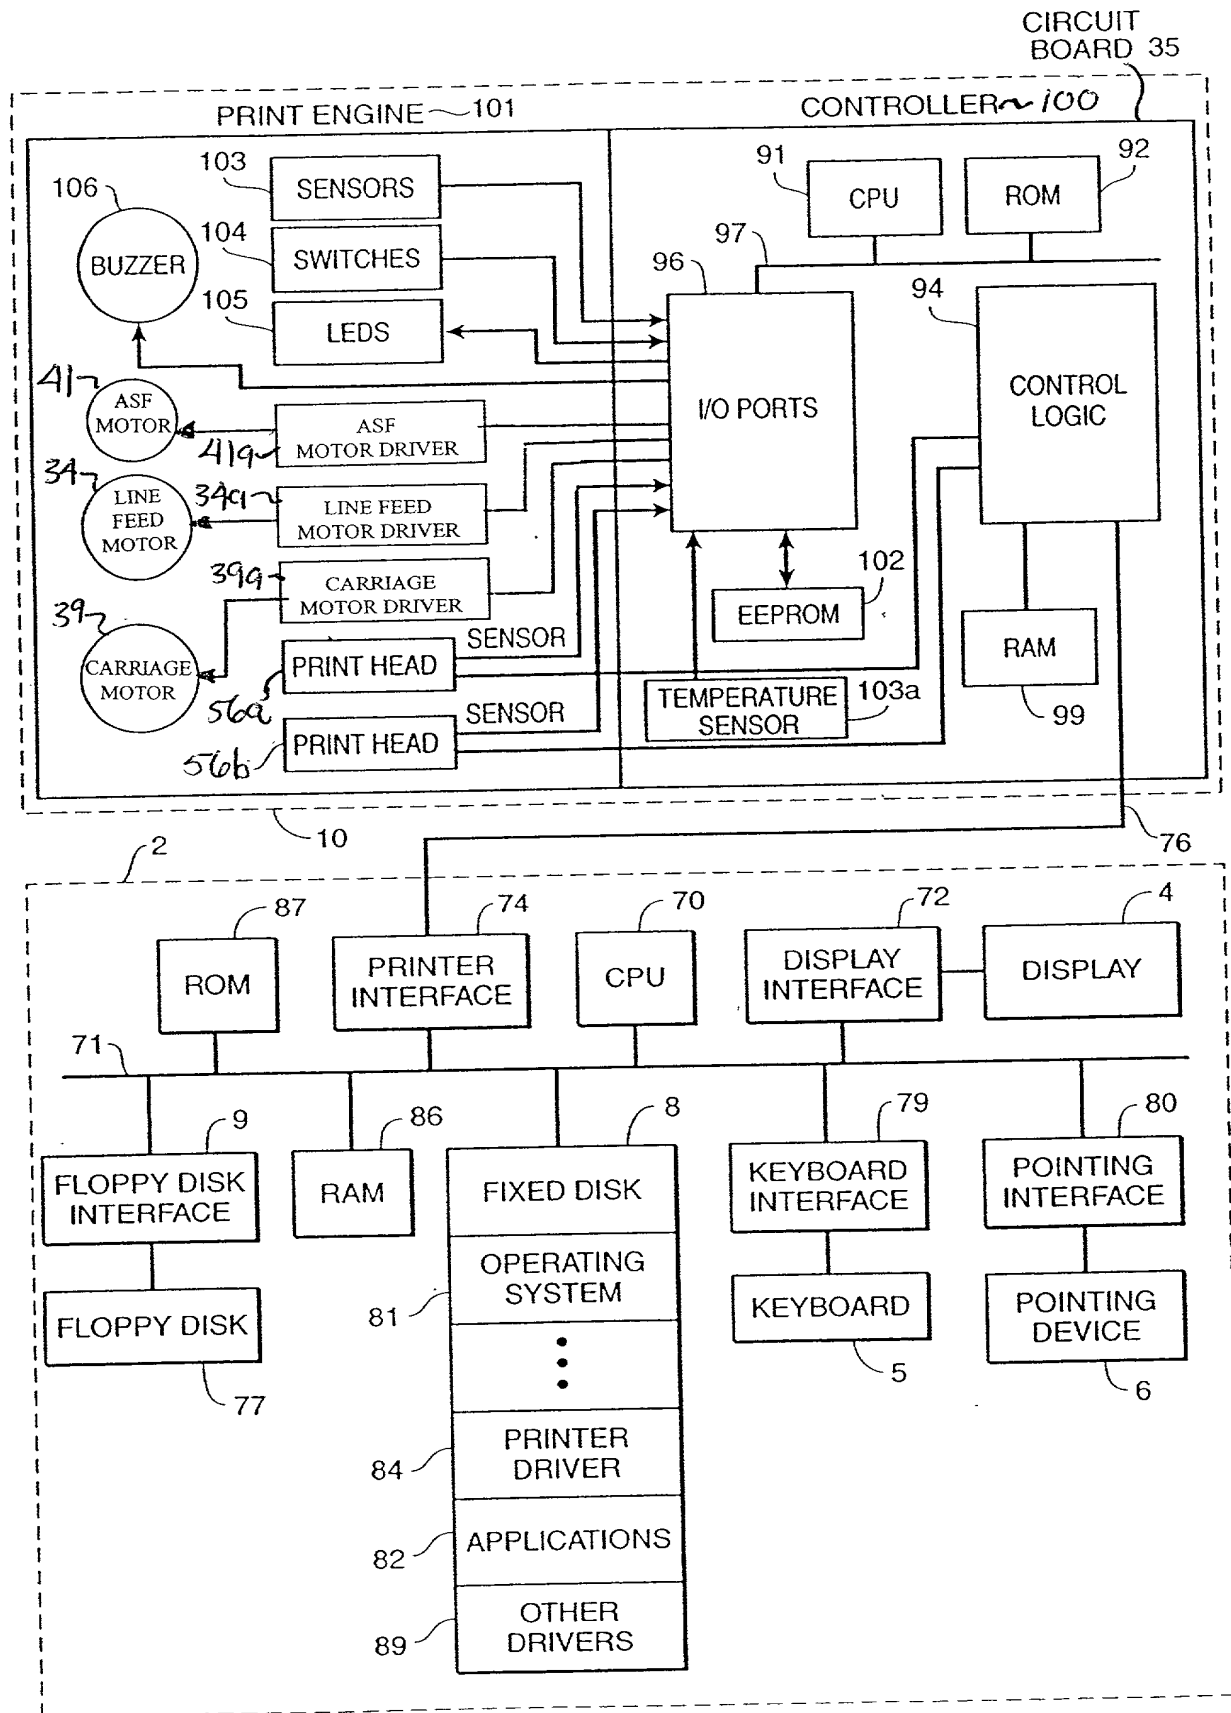 CIRCUIT
BOARD 35
PRINT ENGINE 101
CONTROLLER 100
103
SENSORS
91
CPU
92
ROM
106
BUZZER
104
SWITCHES
97
96
94
105
LEDS
I/O PORTS
CONTROL
LOGIC
41
ASF
MOTOR
41a
ASF
MOTOR DRIVER
34
LINE
FEED
MOTOR
34a
LINE FEED
MOTOR DRIVER
39a
CARRIAGE
MOTOR DRIVER
102
EEPROM
39
CARRIAGE
MOTOR
SENSOR
PRINT HEAD
56a
RAM
99
TEMPERATURE
SENSOR
103a
SENSOR
PRINT HEAD
56b
10
76
2
87
ROM
74
PRINTER
INTERFACE
70
CPU
72
DISPLAY
INTERFACE
4
DISPLAY
71
9
FLOPPY DISK
INTERFACE
86
RAM
8
FIXED DISK
79
KEYBOARD
INTERFACE
80
POINTING
INTERFACE
FLOPPY DISK
77
OPERATING
SYSTEM
81
KEYBOARD
5
POINTING
DEVICE
6
PRINTER
DRIVER
84
APPLICATIONS
82
OTHER
DRIVERS
89